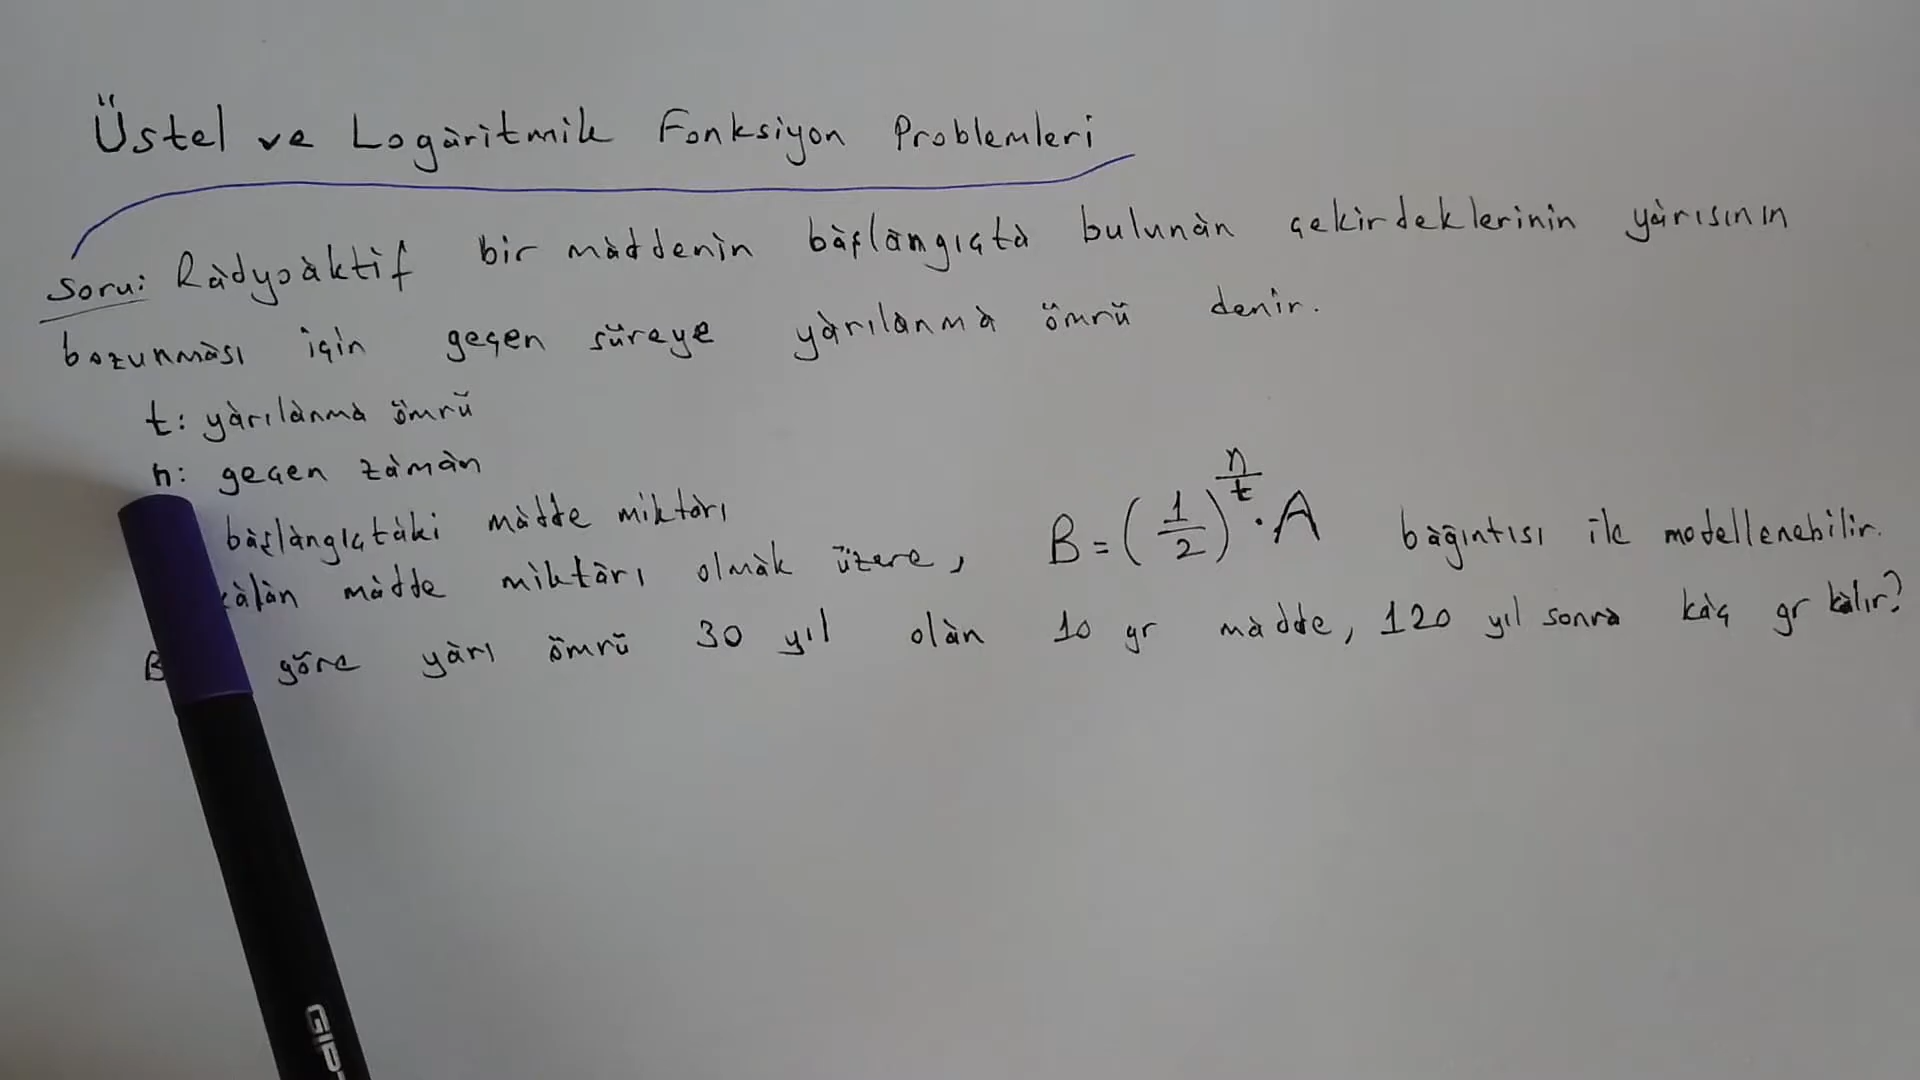 Üstel ve Logaritmik Fonksiyon Problemleri
Soru: Radyoaktif bir maddenin başlangıçta bulunan çekirdeklerinin yarısının
bozunması için geçen süreye yarılanma ömrü denir.
t: yarılanma ömrü
n: geçen zaman
başlangıçtaki madde miktarı
kalan madde miktarı olmak üzere, B = (1/2)^(n/t) . A bağıntısı ile modellenebilir.
göre yarı ömrü 30 yıl olan 10 gr madde, 120 yıl sonra kaç gr kalır?